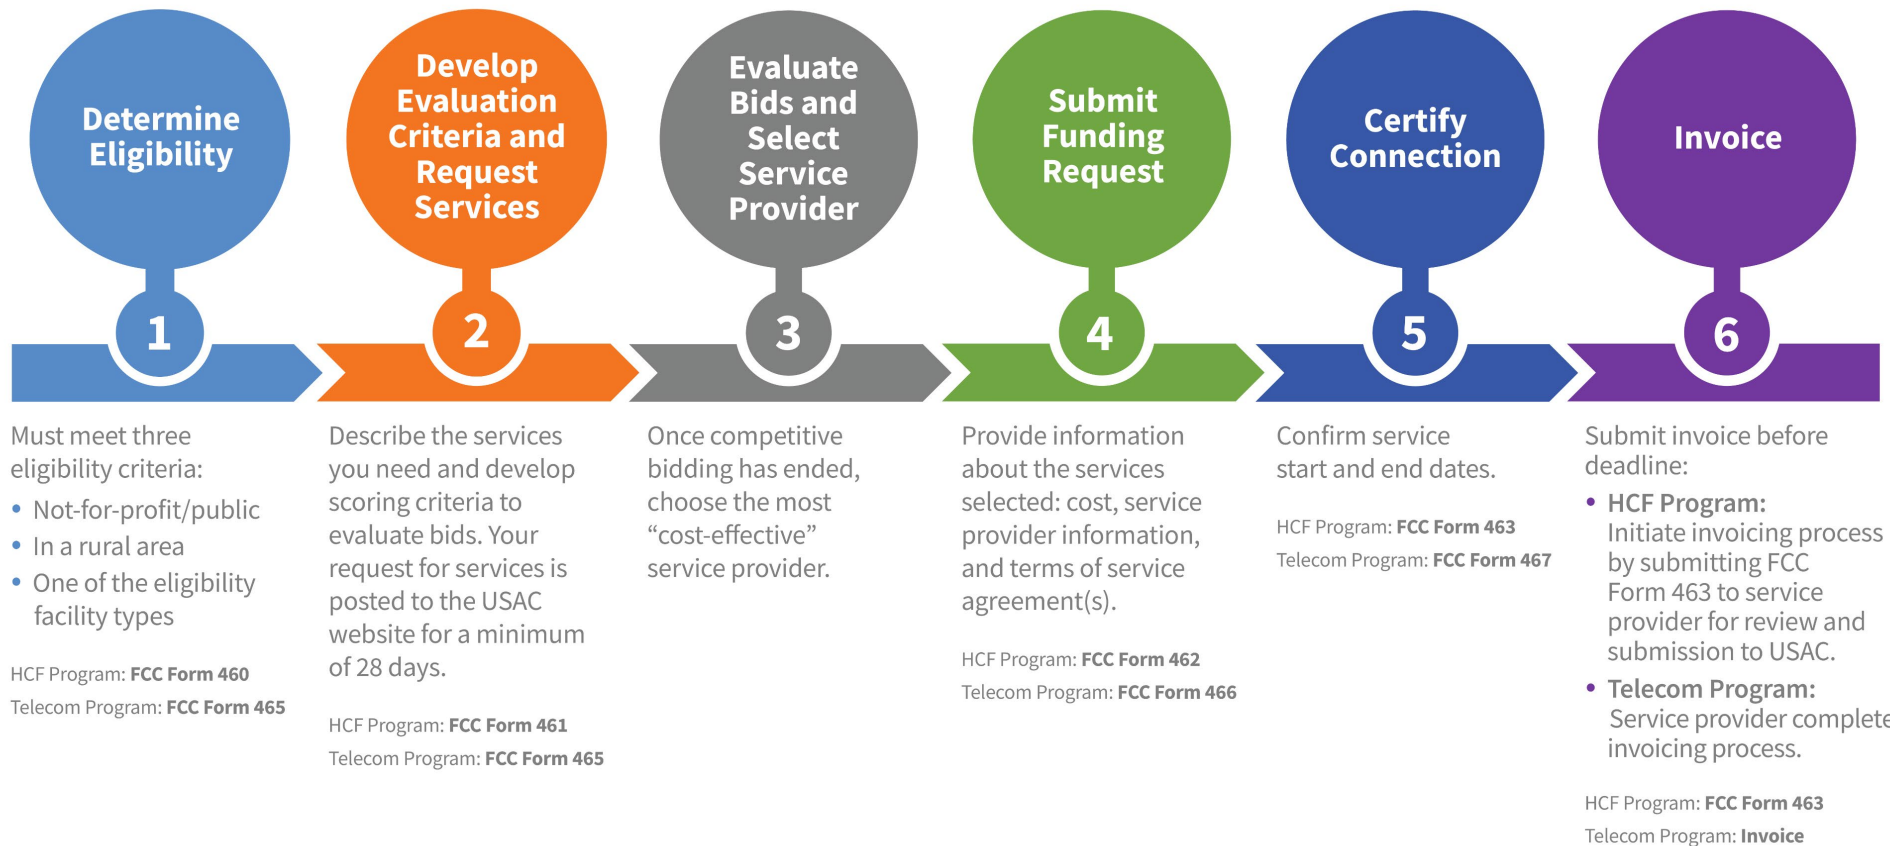 Determine
Eligibility
1
Must meet three
eligibility criteria:
• Not-for-profit/public
• In a rural area
• One of the eligibility
facility types
HCF Program: FCC Form 460
Telecom Program: FCC Form 465
Develop
Evaluation
Criteria and
Request
Services
2
Describe the services
you need and develop
scoring criteria to
evaluate bids. Your
request for services is
posted to the USAC
website for a minimum
of 28 days.
HCF Program: FCC Form 461
Telecom Program: FCC Form 465
Evaluate
Bids and
Select
Service
Provider
3
Once competitive
bidding has ended,
choose the most
“cost-effective”
service provider.
Submit
Funding
Request
4
Provide information
about the services
selected: cost, service
provider information,
and terms of service
agreement(s).
HCF Program: FCC Form 462
Telecom Program: FCC Form 466
Certify
Connection
5
Confirm service
start and end dates.
HCF Program: FCC Form 463
Telecom Program: FCC Form 467
Invoice
6
Submit invoice before
deadline:
• HCF Program:
Initiate invoicing process
by submitting FCC
Form 463 to service
provider for review and
submission to USAC.
• Telecom Program:
Service provider complete
invoicing process.
HCF Program: FCC Form 463
Telecom Program: Invoice